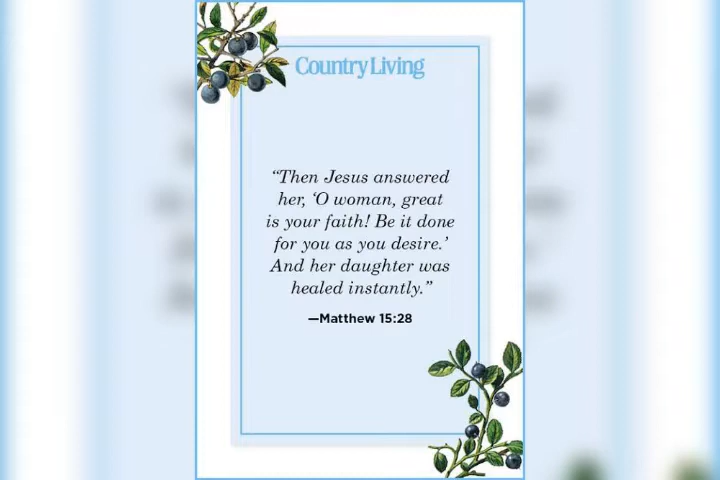 Country Living
“Then Jesus answered
her, ‘O woman, great
is your faith! Be it done
for you as you desire.’
And her daughter was
healed instantly.”
—Matthew 15:28